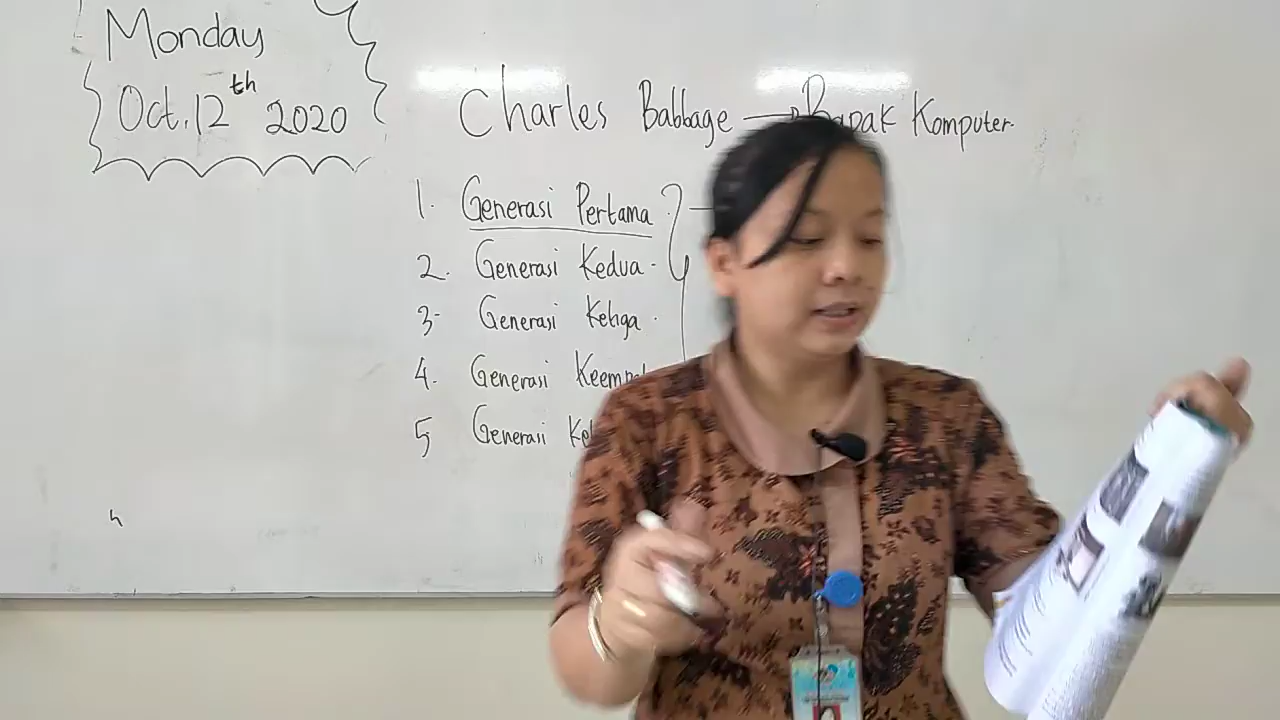 Monday
Oct. 12th 2020
Charles Babbage → Bapak Komputer
1. Generasi Pertama
2. Generasi Kedua
3. Generasi Ketiga
4. Generasi
5 Generasi